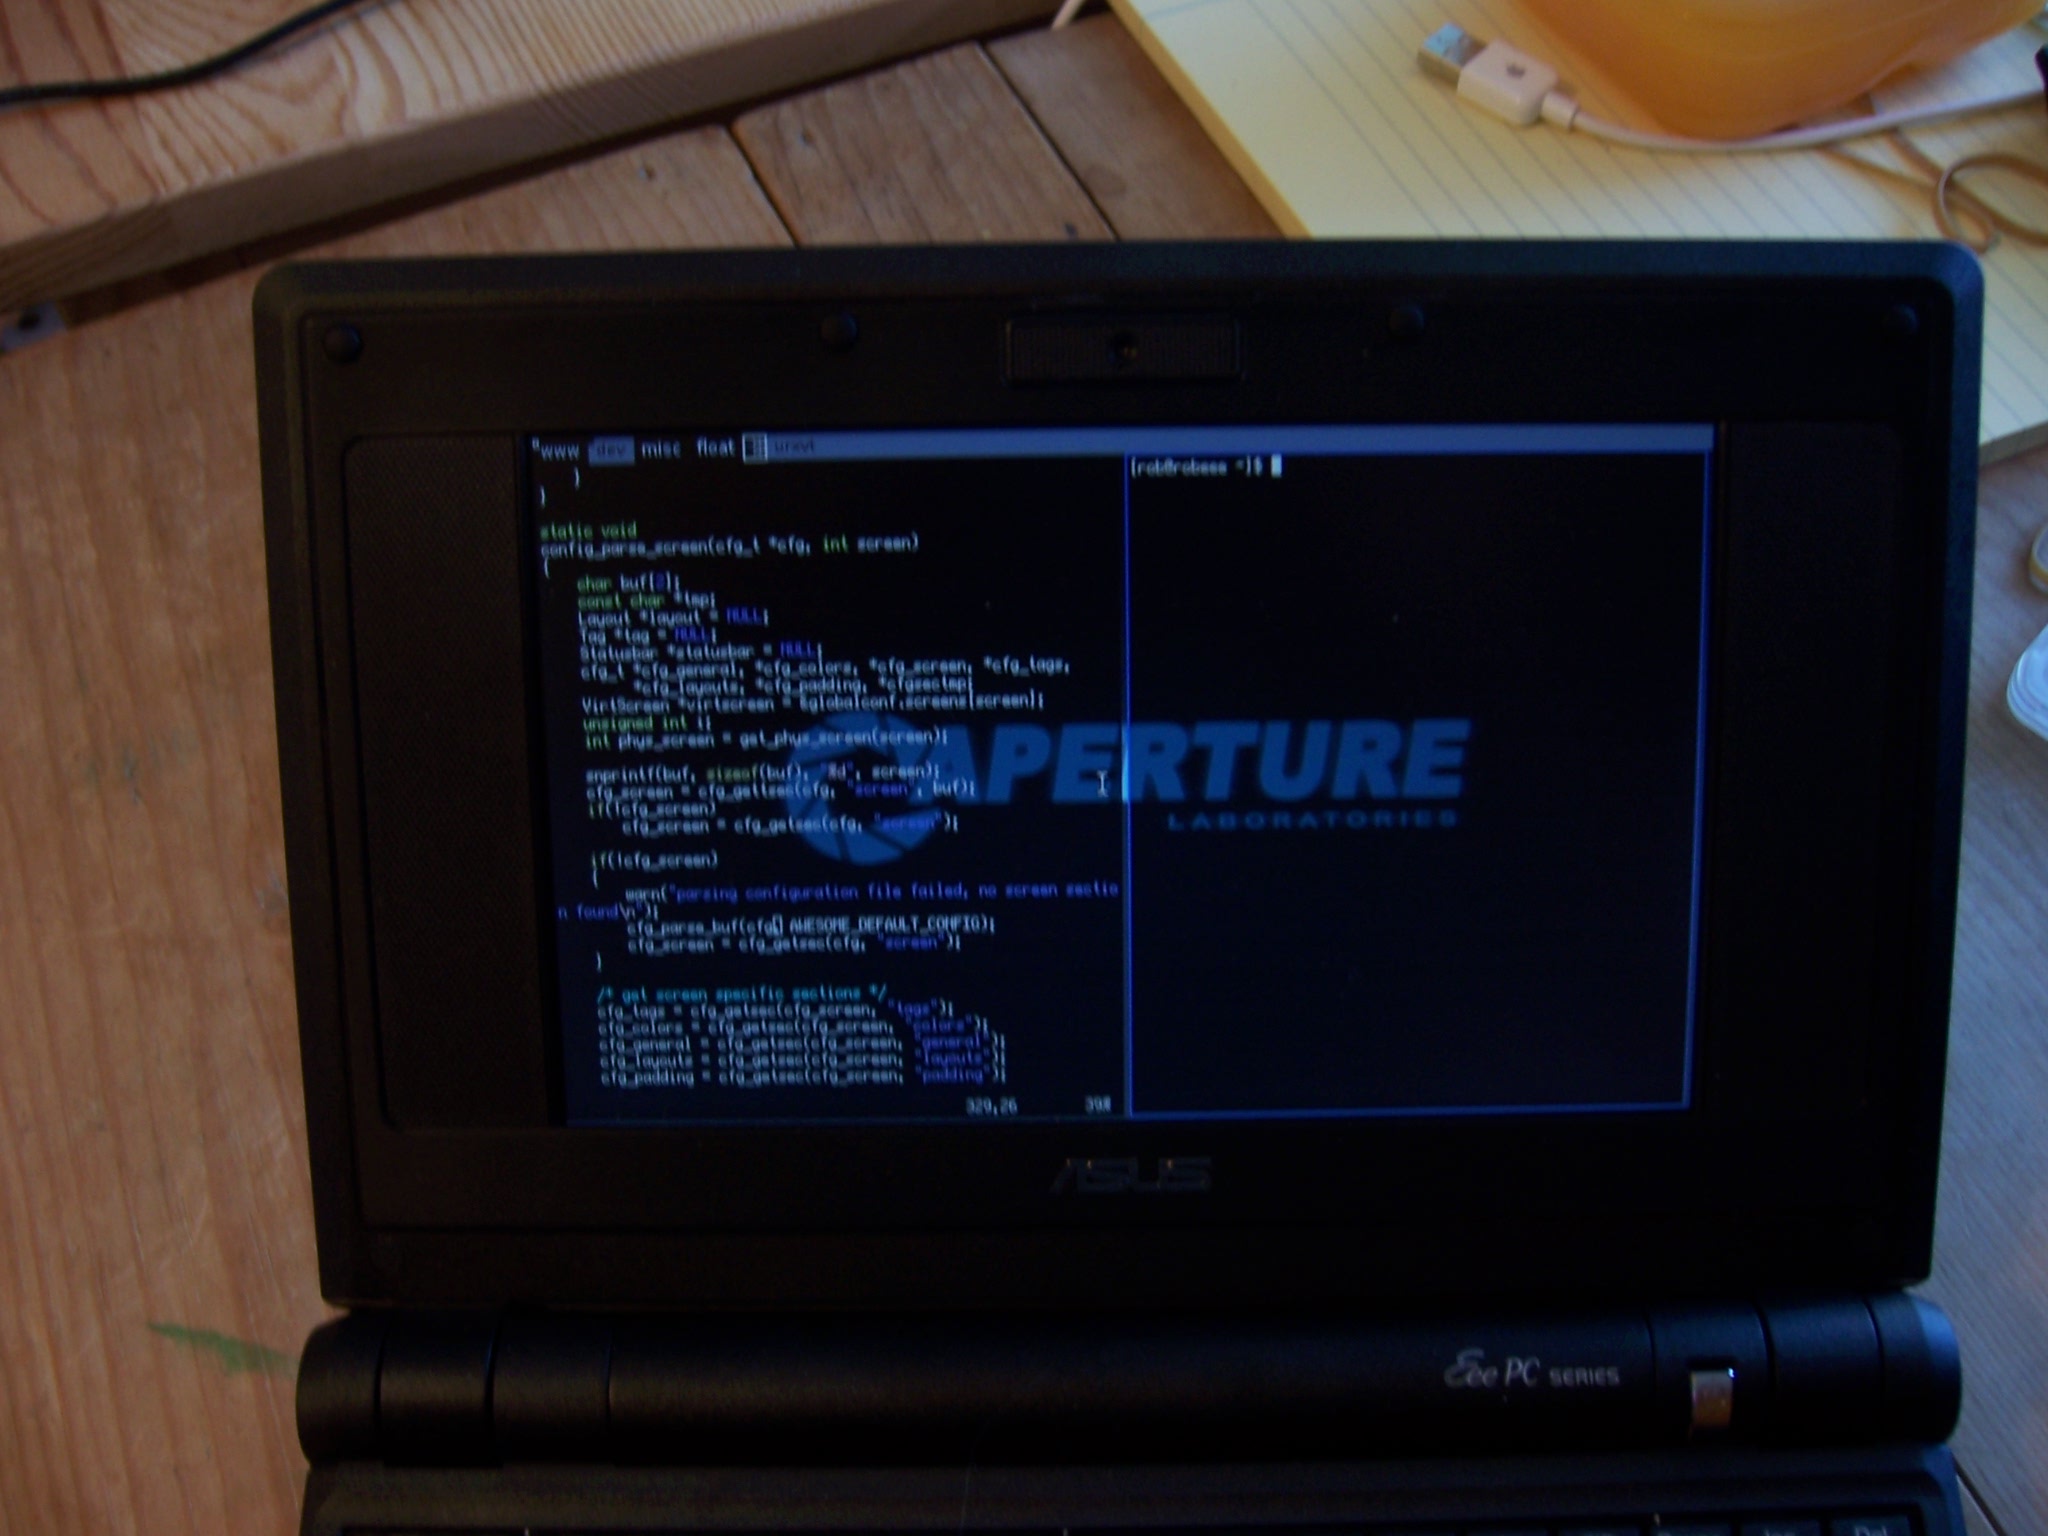 "www dev misc float urxvt
[rob@robase ~]$
}
}
static void
config_parse_screen(cfg_t *cfg, int screen)
{
char buf[2];
const char *tmp;
Layout *layout = NULL;
Tag *tag = NULL;
Statusbar *statusbar = NULL;
cfg_t *cfg_general, *cfg_colors, *cfg_screen, *cfg_tags,
*cfg_layouts, *cfg_padding, *cfgsectmp;
VirtScreen *virtscreen = &globalconf.screens[screen];
unsigned int i;
int phys_screen = get_phys_screen(screen);
snprintf(buf, sizeof(buf), "%d", screen);
cfg_screen = cfg_gettsec(cfg, "screen", buf);
if(!cfg_screen)
cfg_screen = cfg_getsec(cfg, "screen");
if(!cfg_screen)
{
warn("parsing configuration file failed, no screen sectio
n found\n");
cfg_parse_buf(cfg, AWESOME_DEFAULT_CONFIG);
cfg_screen = cfg_getsec(cfg, "screen");
}
/* get screen specific sections */
cfg_tags = cfg_getsec(cfg_screen, "tags");
cfg_colors = cfg_getsec(cfg_screen, "colors");
cfg_general = cfg_getsec(cfg_screen, "general");
cfg_layouts = cfg_getsec(cfg_screen, "layouts");
cfg_padding = cfg_getsec(cfg_screen, "padding");
329,26 39%
APERTURE
LABORATORIES
ASUS
Eee PC SERIES